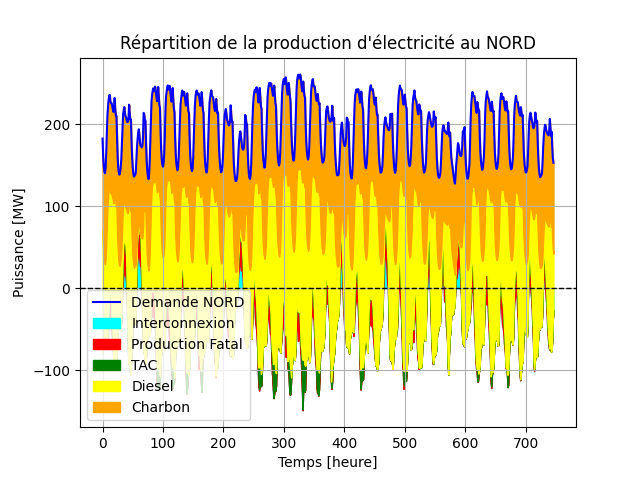 Répartition de la production d'électricité au NORD
Puissance [MW]
200
100
0
−100
Demande NORD
Interconnexion
Production Fatal
TAC
Diesel
Charbon
0 100 200 300 400 500 600 700
Temps [heure]